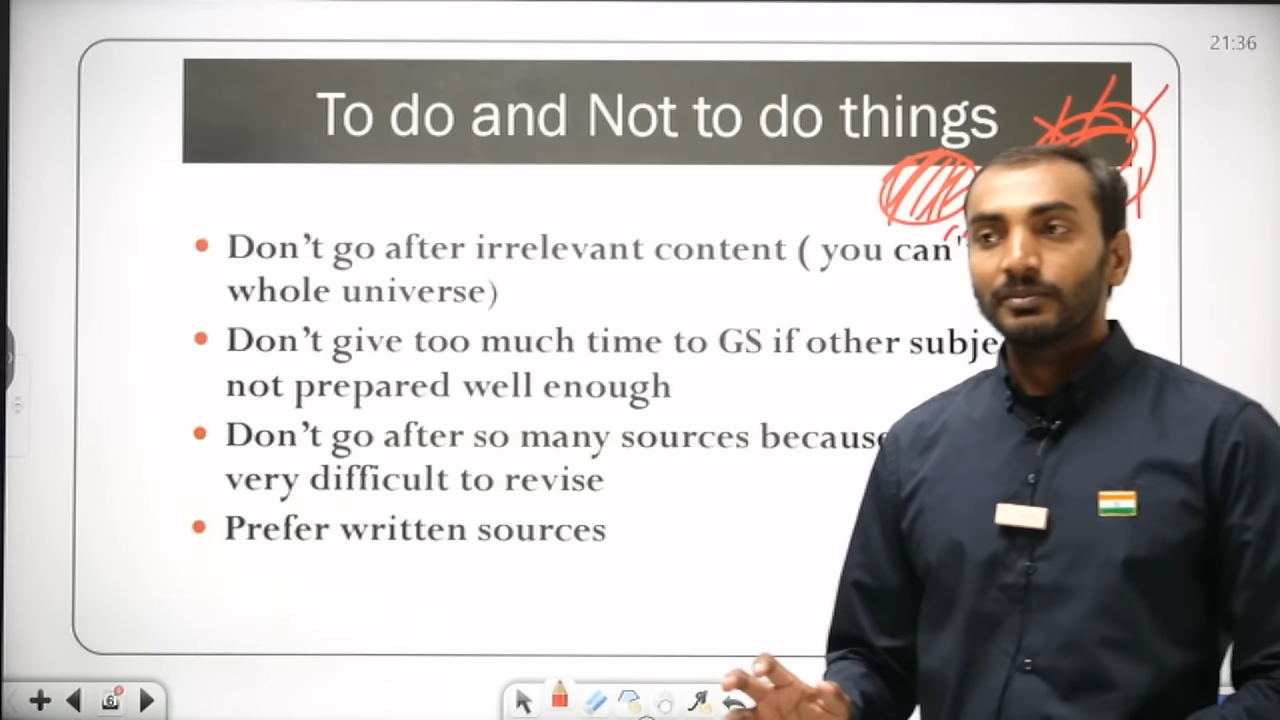 21:36
To do and Not to do things
Don't go after irrelevant content ( you can'
whole universe)
Don't give too much time to GS if other
not prepared well enough
Don't go after so many sources
very difficult to revise
Prefer written sources